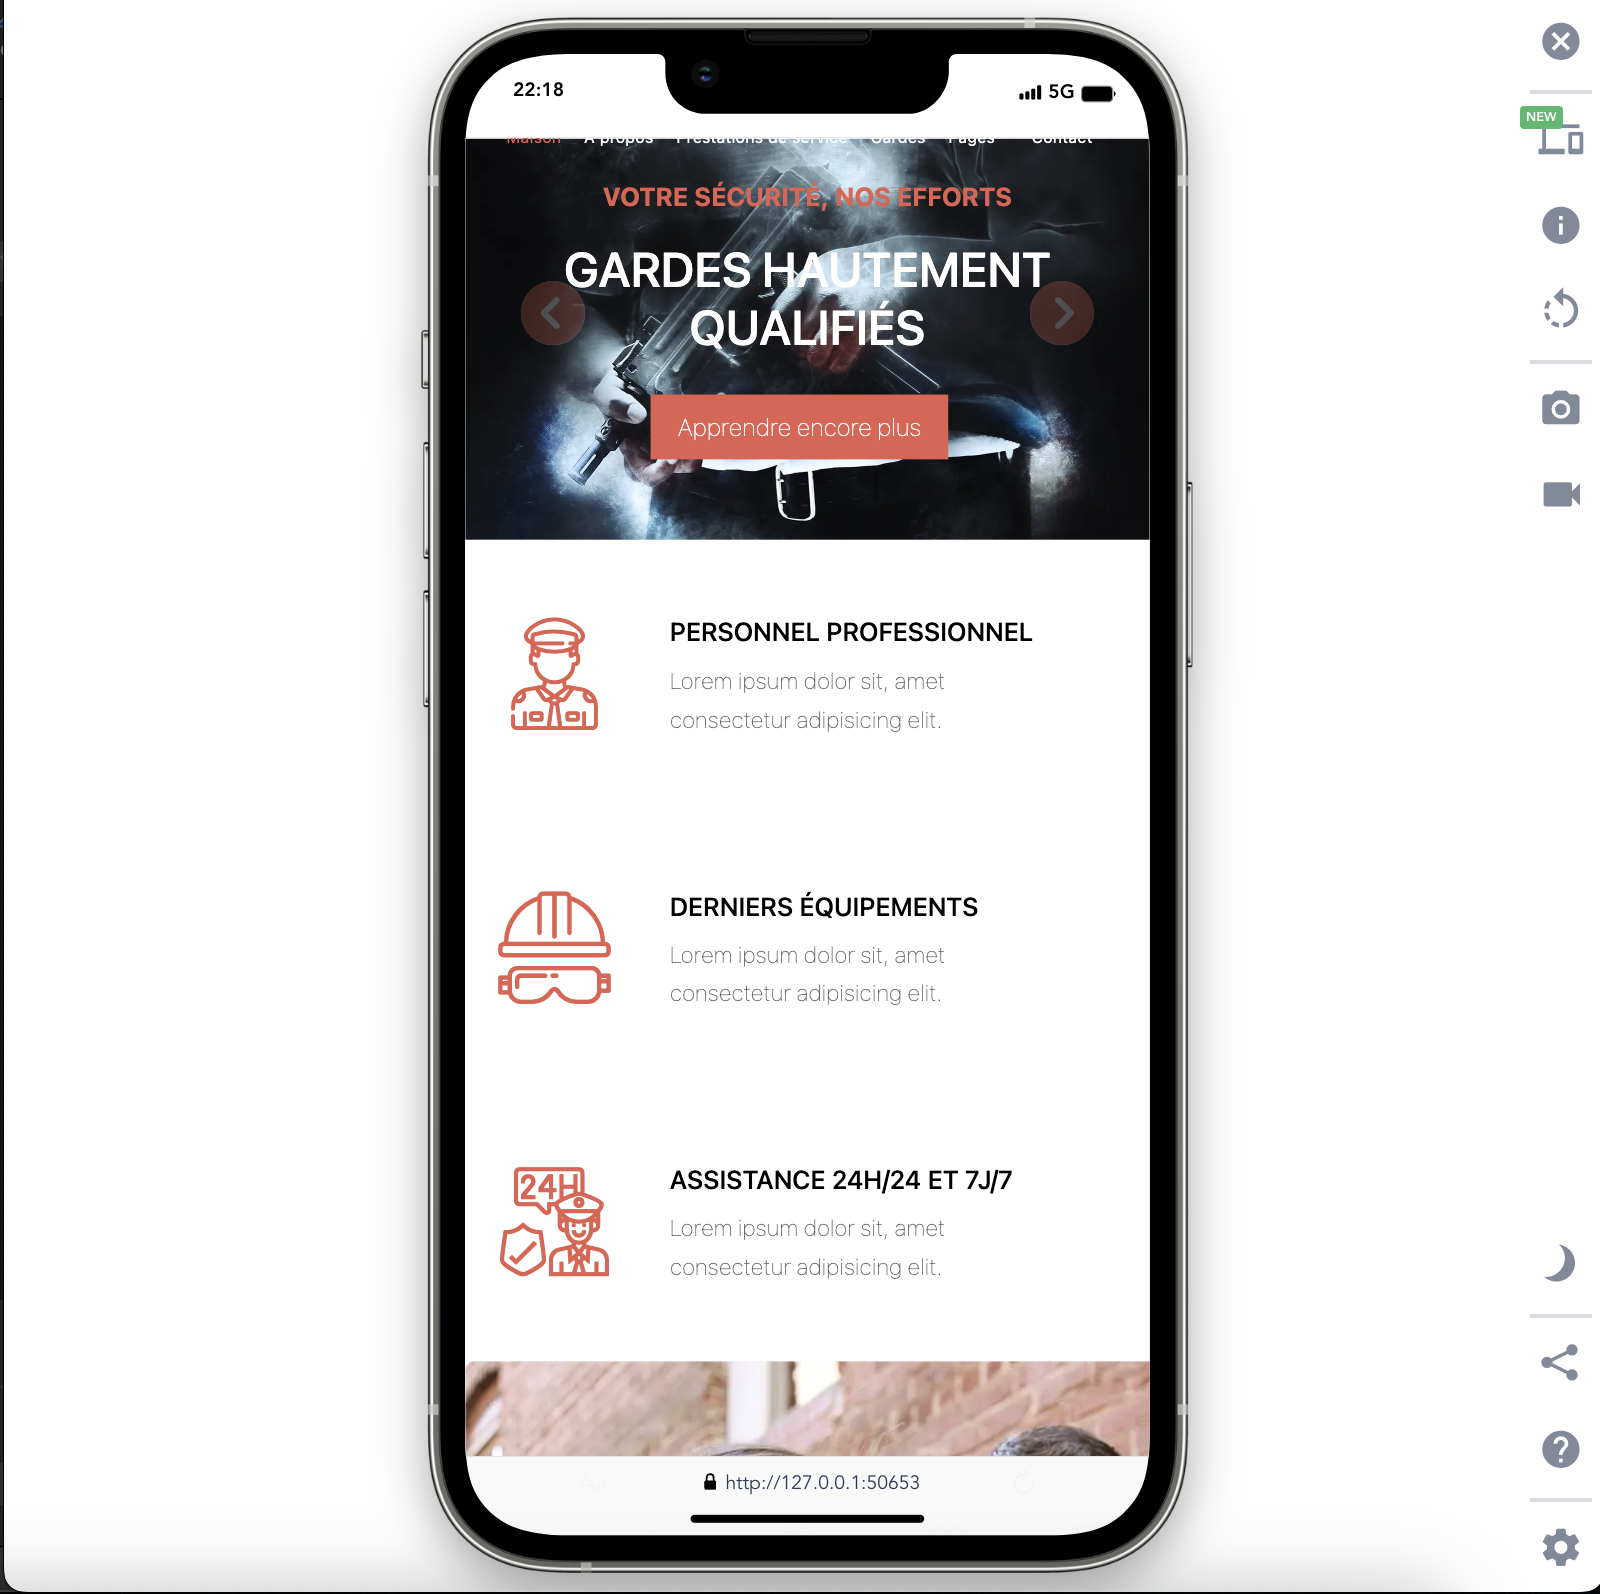 22:18
5G
NEW
Maison À propos Prestations de service Gardes Pages Contact
VOTRE SÉCURITÉ, NOS EFFORTS
GARDES HAUTEMENT
QUALIFIÉS
Apprendre encore plus
PERSONNEL PROFESSIONNEL
Lorem ipsum dolor sit, amet
consectetur adipisicing elit.
DERNIERS ÉQUIPEMENTS
Lorem ipsum dolor sit, amet
consectetur adipisicing elit.
24H
ASSISTANCE 24H/24 ET 7J/7
Lorem ipsum dolor sit, amet
consectetur adipisicing elit.
AA
http://127.0.0.1:50653